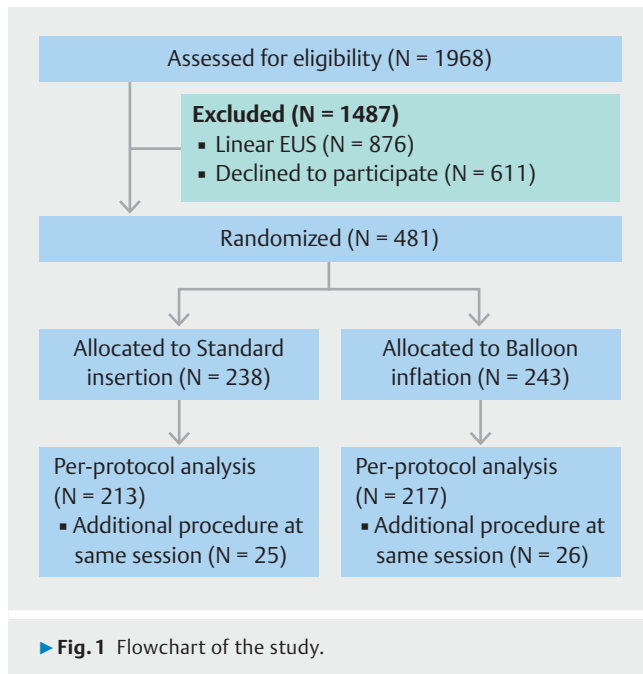 Assessed for eligibility (N = 1968)
Excluded (N = 1487)
▪ Linear EUS (N = 876)
▪ Declined to participate (N = 611)
Randomized (N = 481)
Allocated to Standard
insertion (N = 238)
Allocated to Balloon
inflation (N = 243)
Per-protocol analysis
(N = 213)
▪ Additional procedure at
same session (N = 25)
Per-protocol analysis
(N = 217)
▪ Additional procedure at
same session (N = 26)
▶ Fig. 1 Flowchart of the study.